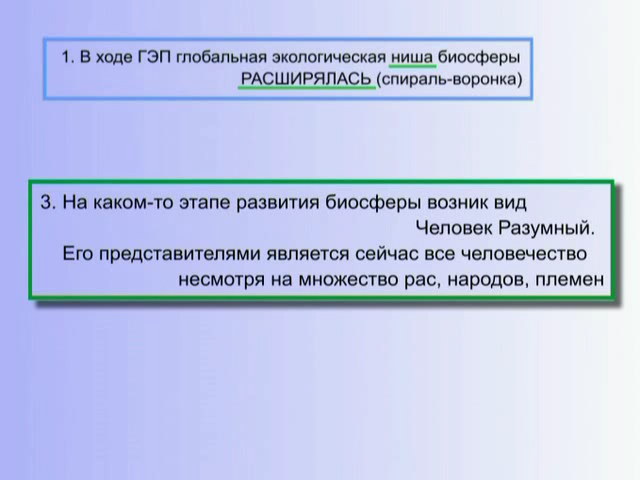 1. В ходе ГЭП глобальная экологическая ниша биосферы
РАСШИРЯЛАСЬ (спираль-воронка)
3. На каком-то этапе развития биосферы возник вид
Человек Разумный.
Его представителями является сейчас все человечество
несмотря на множество рас, народов, племен